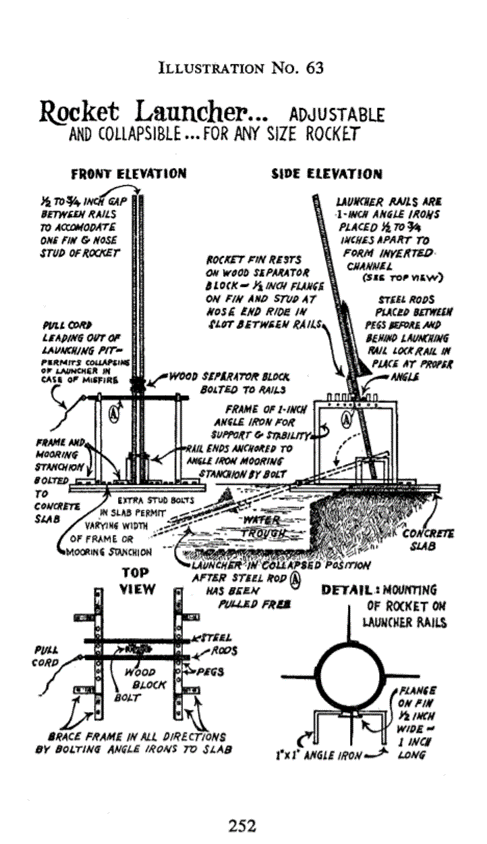 ILLUSTRATION NO. 63
Rocket Launcher... ADJUSTABLE
AND COLLAPSIBLE... FOR ANY SIZE ROCKET
FRONT ELEVATION
SIDE ELEVATION
½ TO ¾ INCH GAP
BETWEEN RAILS
TO ACCOMODATE
ONE FIN & NOSE
STUD OF ROCKET
LAUNCHER RAILS ARE
1-INCH ANGLE IRONS
PLACED ½ TO ¾
INCHES APART TO
FORM INVERTED
CHANNEL
(SEE TOP VIEW)
ROCKET FIN RESTS
ON WOOD SEPARATOR
BLOCK - ½ INCH FLANGE
ON FIN AND STUD AT
NOSE END RIDE IN
SLOT BETWEEN RAILS
STEEL RODS
PLACED BETWEEN
PEGS BEFORE AND
BEHIND LAUNCHING
RAIL LOCK RAIL IN
PLACE AT PROPER
ANGLE
PULL CORD
LEADING OUT OF
LAUNCHING PIT-
PERMITS COLLAPSING
OF LAUNCHER IN
CASE OF MISFIRE
WOOD SEPERATOR BLOCK
BOLTED TO RAILS
A
A
FRAME OF 1-INCH
ANGLE IRON FOR
SUPPORT & STABILITY
FRAME AND
MOORING
STANCHION
BOLTED
TO
CONCRETE
SLAB
RAIL ENDS ANCHORED TO
ANGLE IRON MOORING
STANCHION BY BOLT
EXTRA STUD BOLTS
IN SLAB PERMIT
VARYING WIDTH
OF FRAME OR
MOORING STANCHION
WATER
TROUGH
CONCRETE
SLAB
LAUNCHER IN COLLAPSED POSITION
AFTER STEEL ROD A
HAS BEEN
PULLED FREE
TOP
VIEW
DETAIL: MOUNTING
OF ROCKET ON
LAUNCHER RAILS
STEEL
RODS
PULL
CORD
WOOD
BLOCK
PEGS
BOLT
FLANGE
ON FIN
½ INCH
WIDE -
1 INCH
LONG
BRACE FRAME IN ALL DIRECTIONS
BY BOLTING ANGLE IRONS TO SLAB
1"X1" ANGLE IRON
252